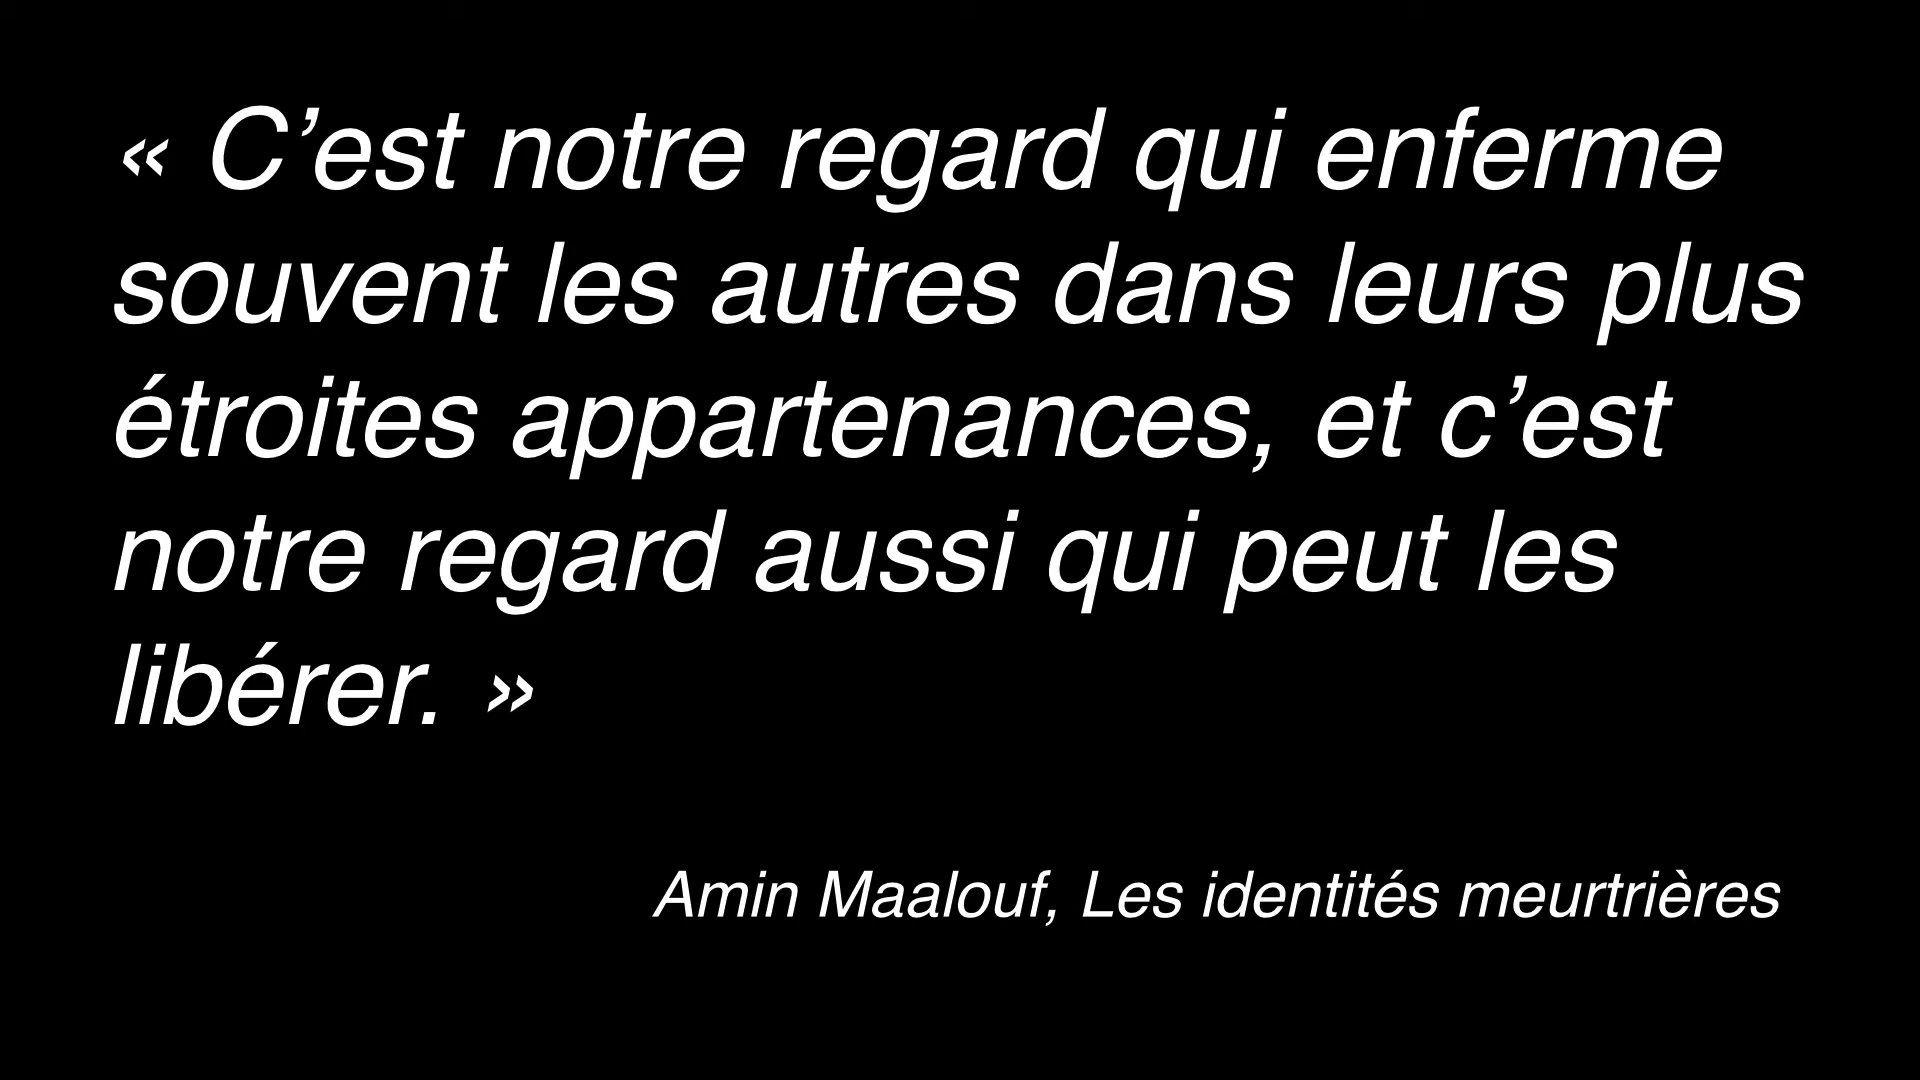 « C’est notre regard qui enferme
souvent les autres dans leurs plus
étroites appartenances, et c’est
notre regard aussi qui peut les
libérer. »
Amin Maalouf, Les identités meurtrières